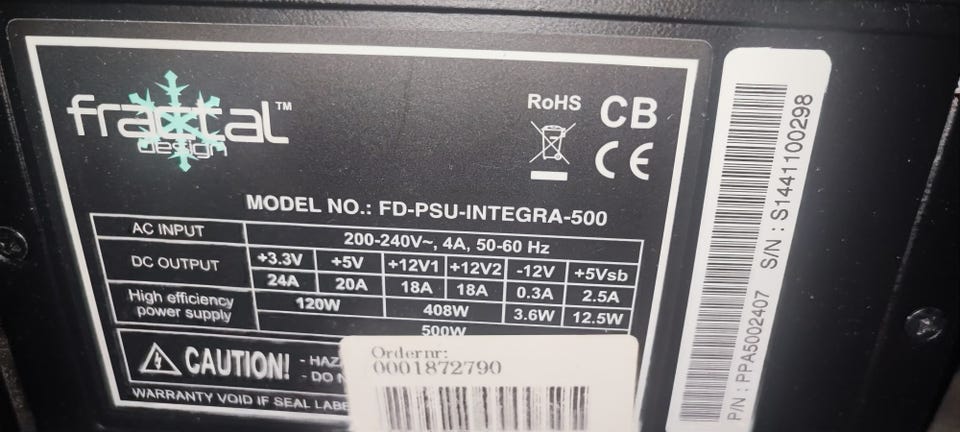 fractal™
design
RoHS CB
CE
MODEL NO.: FD-PSU-INTEGRA-500
AC INPUT 200-240V~, 4A, 50-60 Hz
DC OUTPUT +3.3V +5V +12V1 +12V2 -12V +5Vsb
24A 20A 18A 18A 0.3A 2.5A
High efficiency power supply 120W 408W 3.6W 12.5W
500W
CAUTION! - HAZ
- DO N
WARRANTY VOID IF SEAL LABE
Ordernr:
0001872790
P/N : PPA5002407 S/N : S1441100298